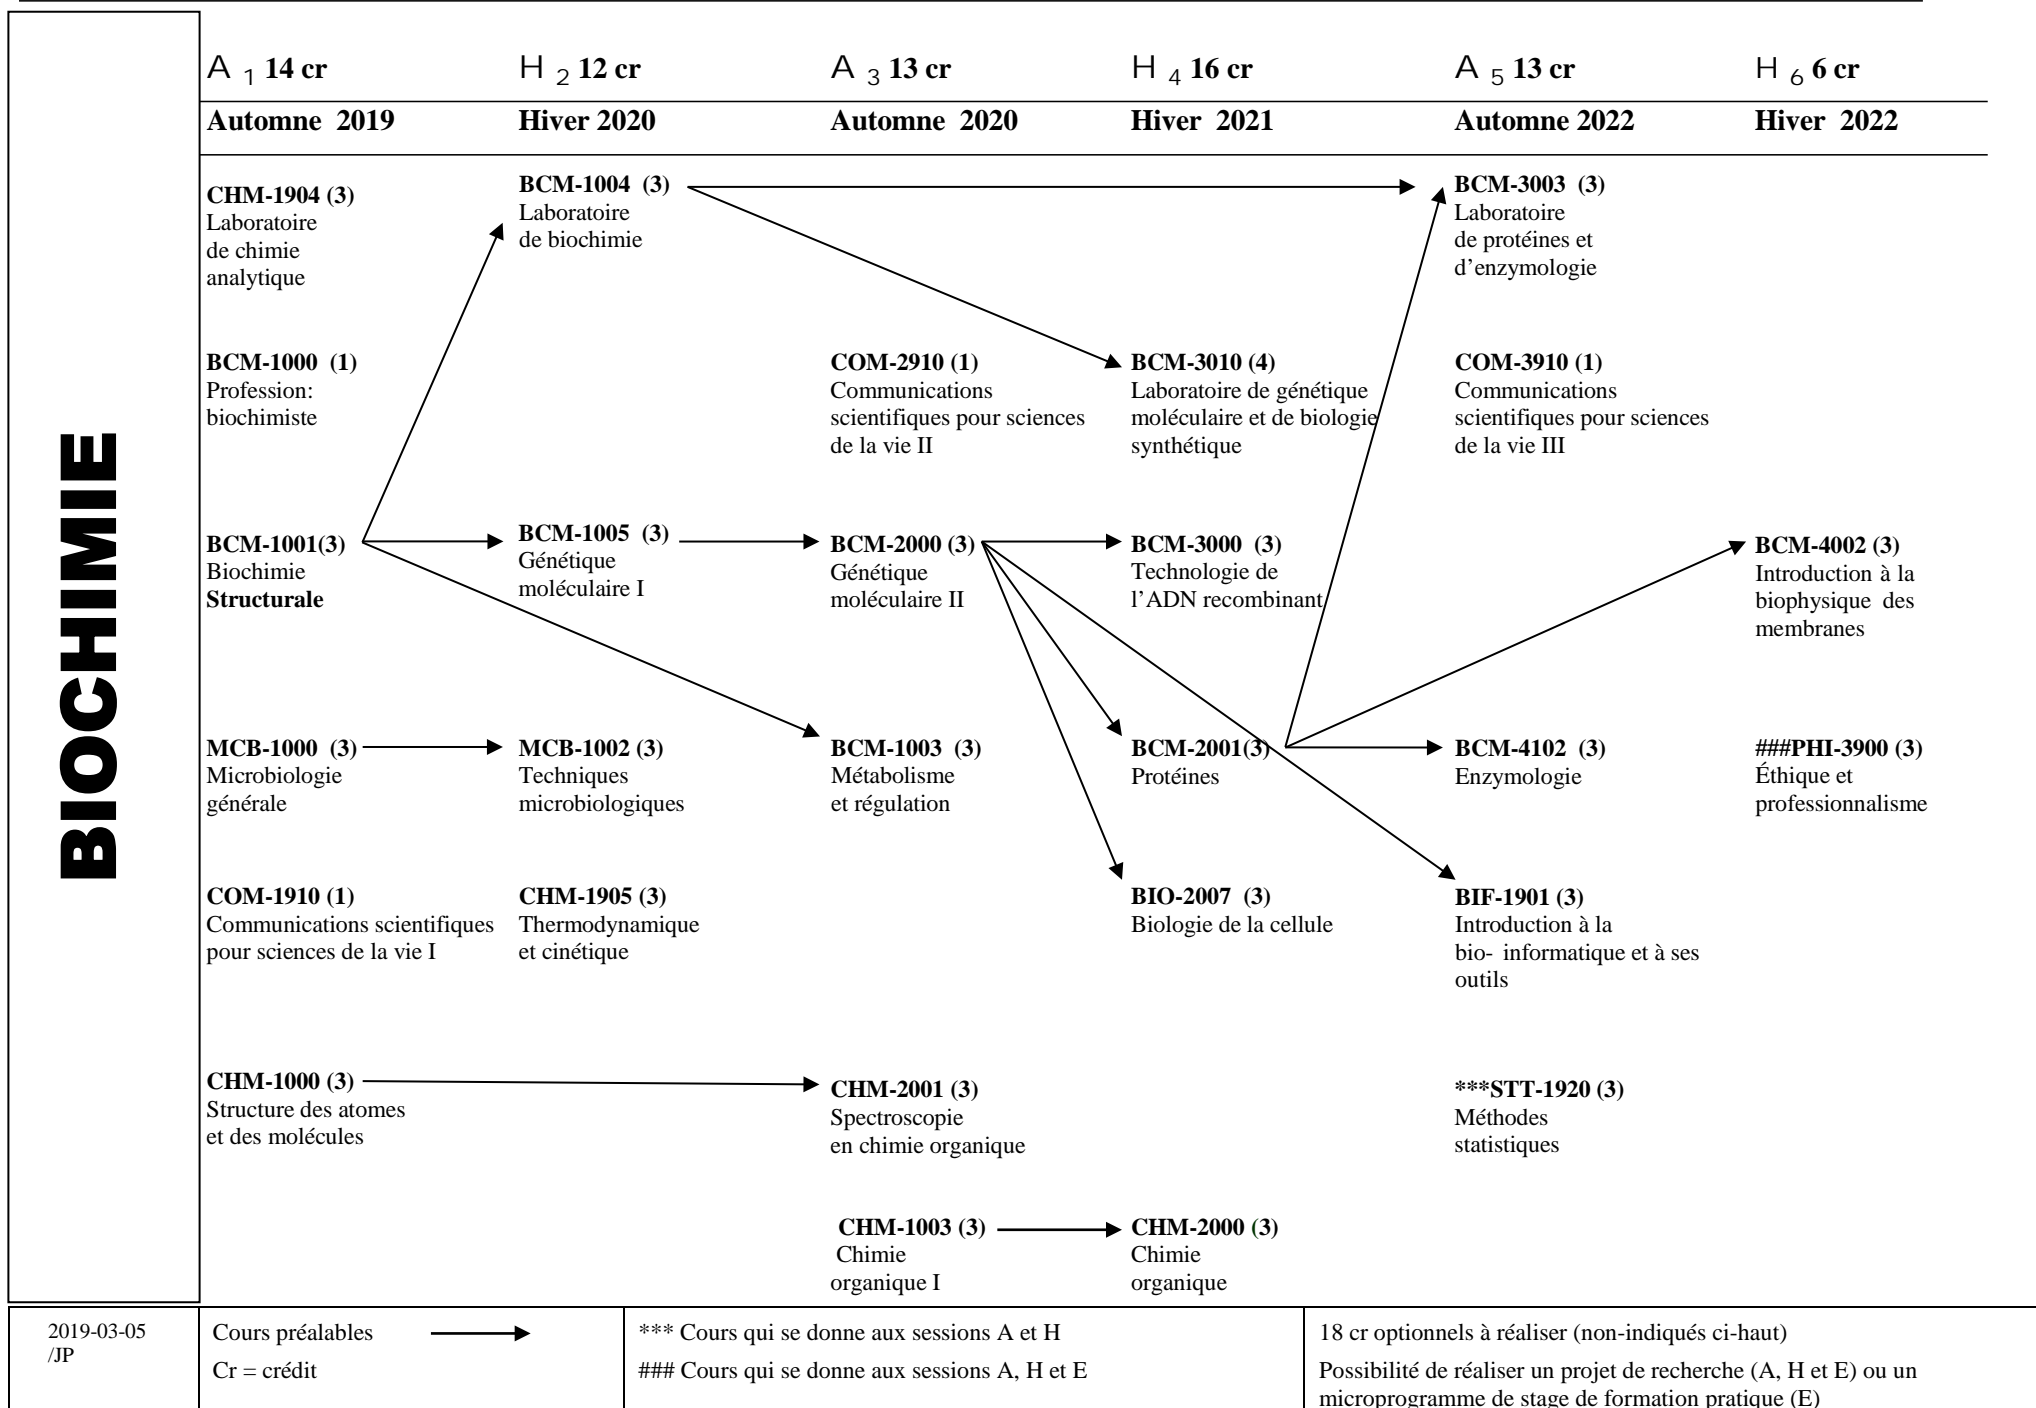 BIOCHIMIE
A 1 14 cr
H 2 12 cr
A 3 13 cr
H 4 16 cr
A 5 13 cr
H 6 6 cr
Automne 2019
Hiver 2020
Automne 2020
Hiver 2021
Automne 2022
Hiver 2022
CHM-1904 (3)
Laboratoire
de chimie
analytique
BCM-1004 (3)
Laboratoire
de biochimie
BCM-3003 (3)
Laboratoire
de protéines et
d’enzymologie
BCM-1000 (1)
Profession:
biochimiste
COM-2910 (1)
Communications
scientifiques pour sciences
de la vie II
BCM-3010 (4)
Laboratoire de génétique
moléculaire et de biologie
synthétique
COM-3910 (1)
Communications
scientifiques pour sciences
de la vie III
BCM-1001(3)
Biochimie
Structurale
BCM-1005 (3)
Génétique
moléculaire I
BCM-2000 (3)
Génétique
moléculaire II
BCM-3000 (3)
Technologie de
l’ADN recombinant
BCM-4002 (3)
Introduction à la
biophysique des
membranes
MCB-1000 (3)
Microbiologie
générale
MCB-1002 (3)
Techniques
microbiologiques
BCM-1003 (3)
Métabolisme
et régulation
BCM-2001(3)
Protéines
BCM-4102 (3)
Enzymologie
###PHI-3900 (3)
Éthique et
professionnalisme
COM-1910 (1)
Communications scientifiques
pour sciences de la vie I
CHM-1905 (3)
Thermodynamique
et cinétique
BIO-2007 (3)
Biologie de la cellule
BIF-1901 (3)
Introduction à la
bio- informatique et à ses
outils
CHM-1000 (3)
Structure des atomes
et des molécules
CHM-2001 (3)
Spectroscopie
en chimie organique
***STT-1920 (3)
Méthodes
statistiques
CHM-1003 (3)
Chimie
organique I
CHM-2000 (3)
Chimie
organique
2019-03-05
/JP
Cours préalables
Cr = crédit
*** Cours qui se donne aux sessions A et H
### Cours qui se donne aux sessions A, H et E
18 cr optionnels à réaliser (non-indiqués ci-haut)
Possibilité de réaliser un projet de recherche (A, H et E) ou un
microprogramme de stage de formation pratique (E)